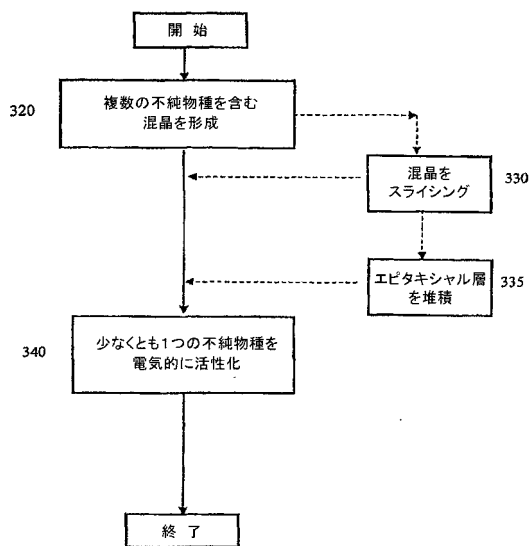 開 始
320
複数の不純物種を含む
混晶を形成
混晶を
スライシング
330
エピタキシャル層
を堆積
335
340
少なくとも1つの不純物種を
電気的に活性化
終 了